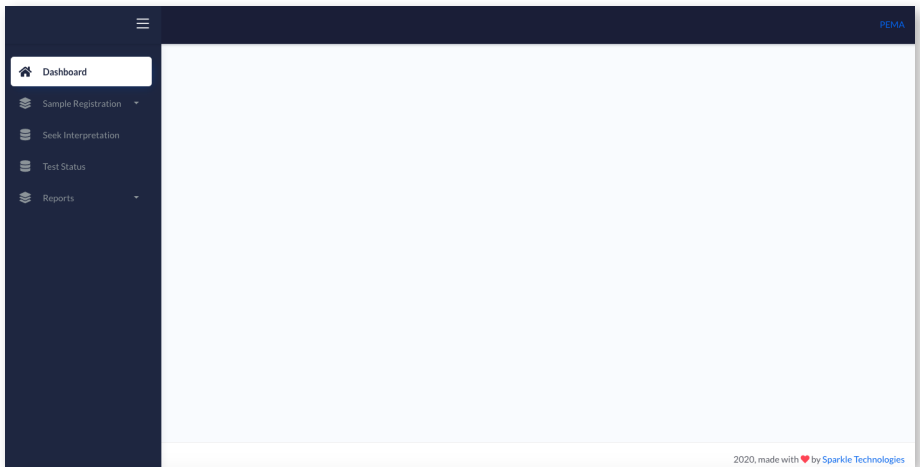 PEMA
Dashboard
Sample Registration
Seek Interpretation
Test Status
Reports
2020, made with ❤ by Sparkle Technologies